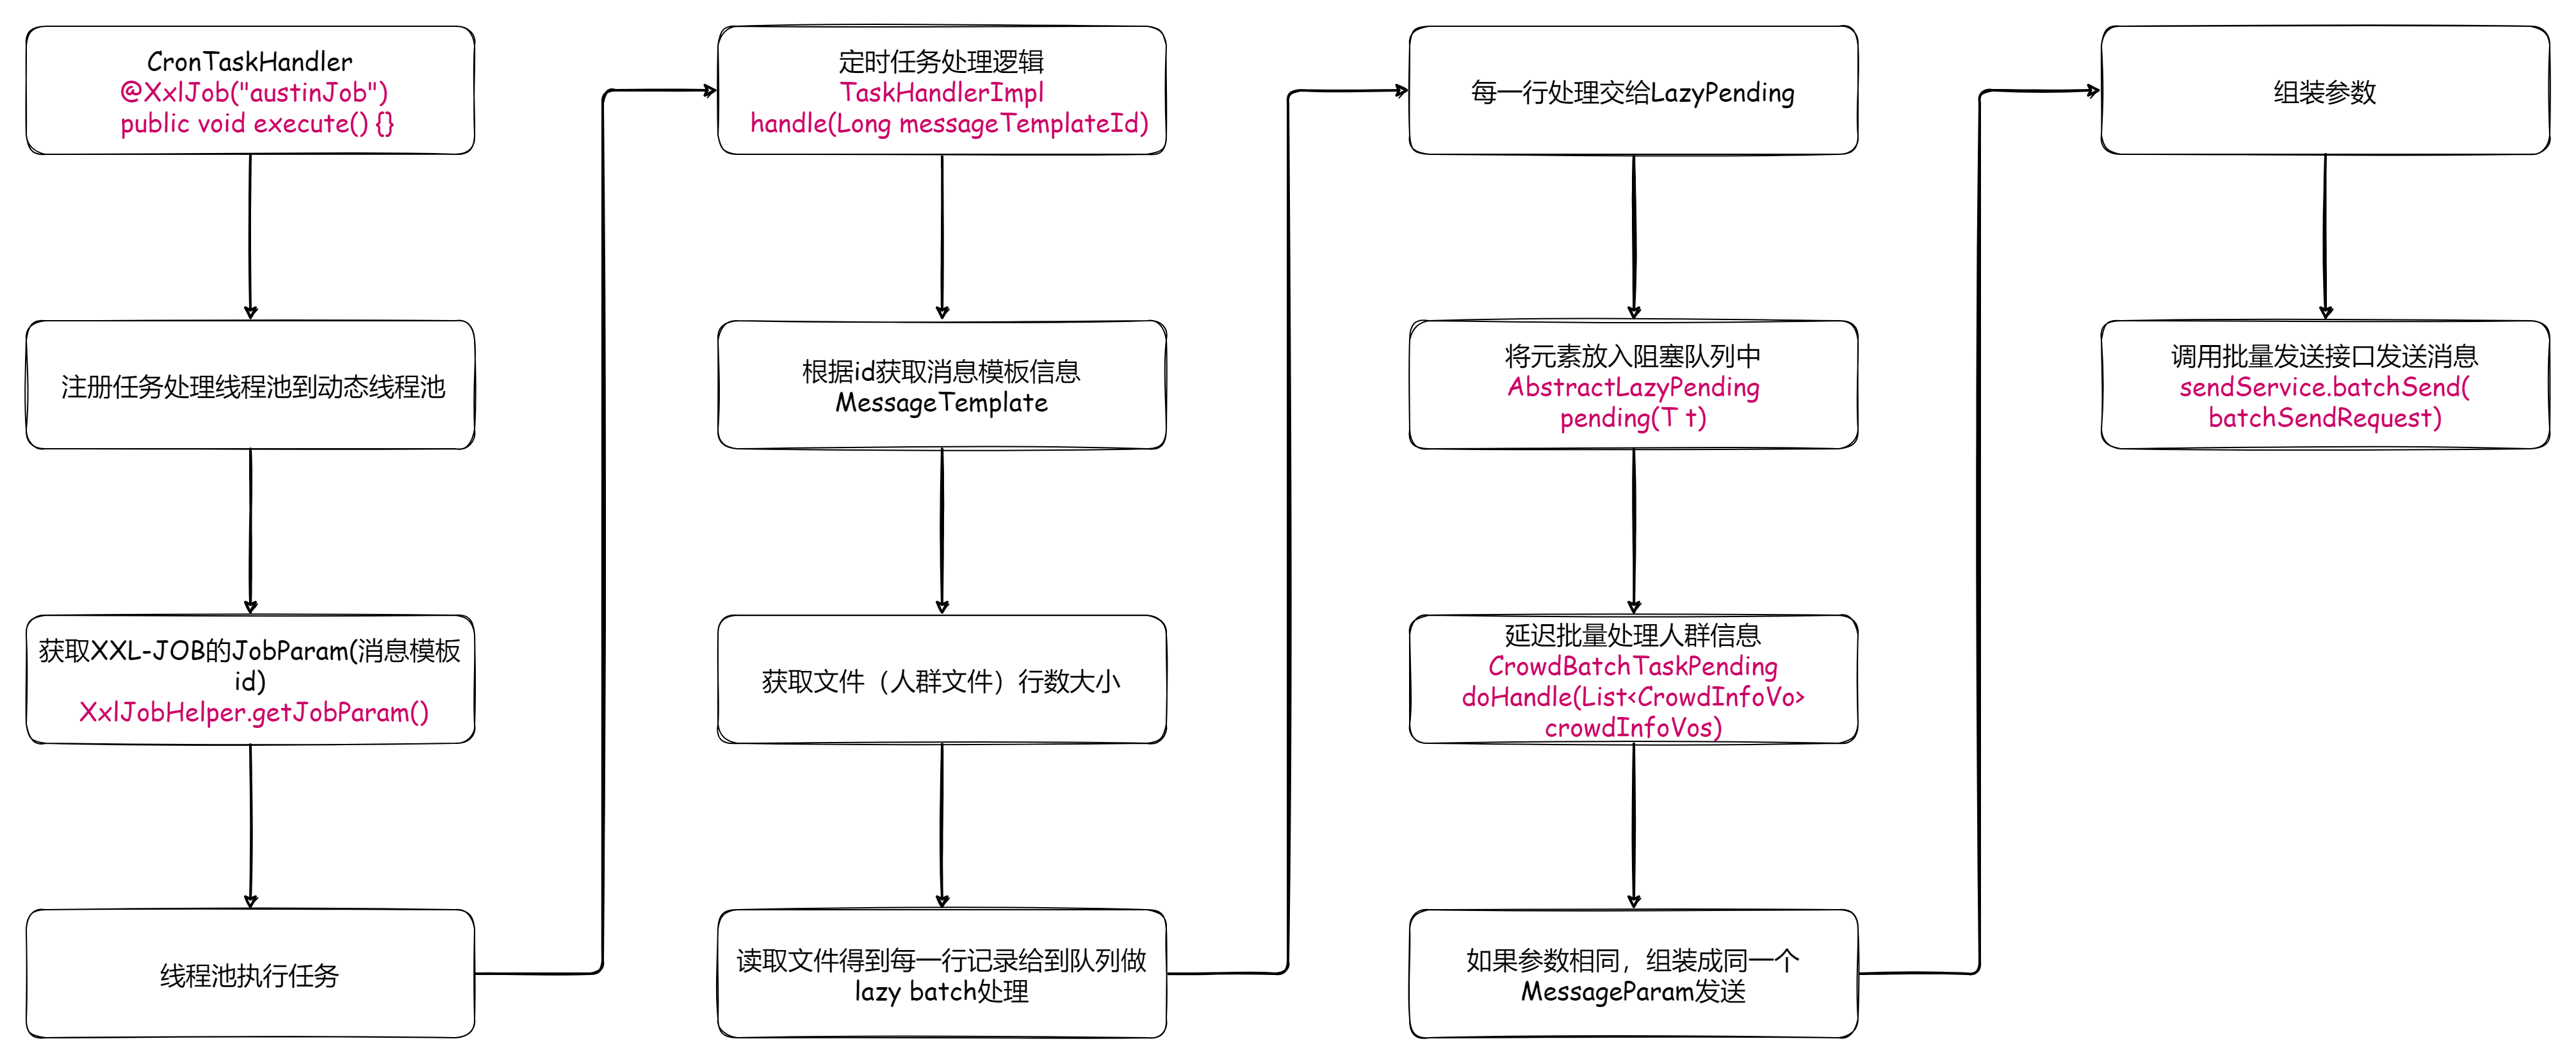 CronTaskHandler
@XxlJob("austinJob")
public void execute() {}
注册任务处理线程池到动态线程池
获取XXL-JOB的JobParam(消息模板
id)
XxlJobHelper.getJobParam()
线程池执行任务
定时任务处理逻辑
TaskHandlerImpl
handle(Long messageTemplateId)
根据id获取消息模板信息
MessageTemplate
获取文件（人群文件）行数大小
读取文件得到每一行记录给到队列做
lazy batch处理
每一行处理交给LazyPending
将元素放入阻塞队列中
AbstractLazyPending
pending(T t)
延迟批量处理人群信息
CrowdBatchTaskPending
doHandle(List<CrowdInfoVo>
crowdInfoVos)
如果参数相同，组装成同一个
MessageParam发送
组装参数
调用批量发送接口发送消息
sendService.batchSend(
batchSendRequest)